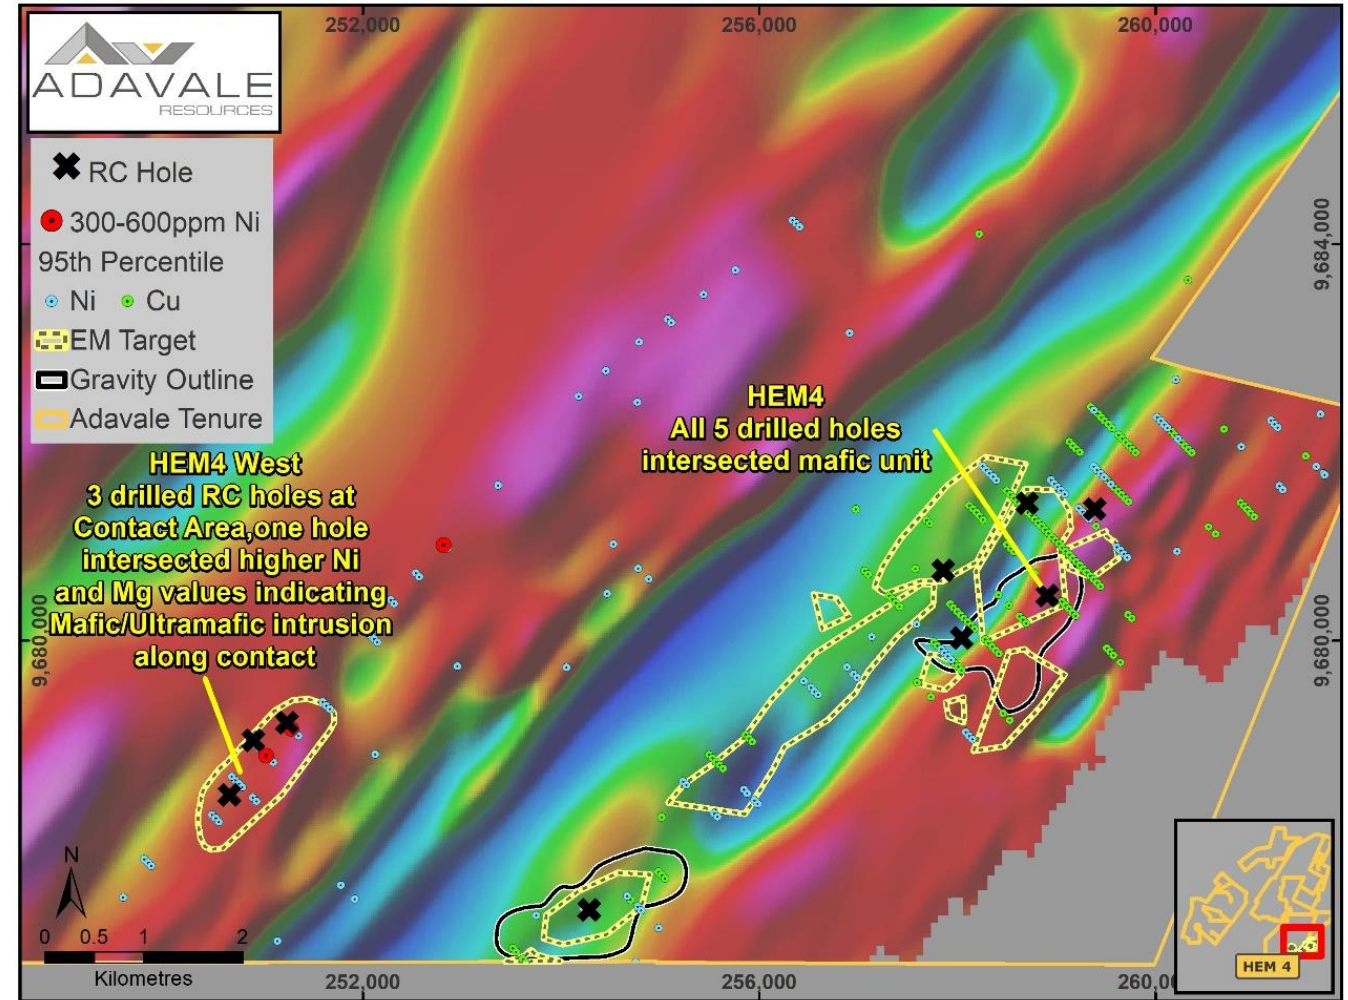 252,000
256,000
260,000
ADAVALE
RESOURCES
RC Hole
300-600ppm Ni
95th Percentile
Ni
Cu
EM Target
Gravity Outline
Adavale Tenure
9,684,000
HEM4
All 5 drilled holes
intersected mafic unit
HEM4 West
3 drilled RC holes at
Contact Area,one hole
intersected higher Ni
and Mg values indicating
Mafic/Ultramafic intrusion
along contact
9,680,000
9,680,000
N
0 0.5 1 2
Kilometres
HEM 4
252,000
256,000
260,0